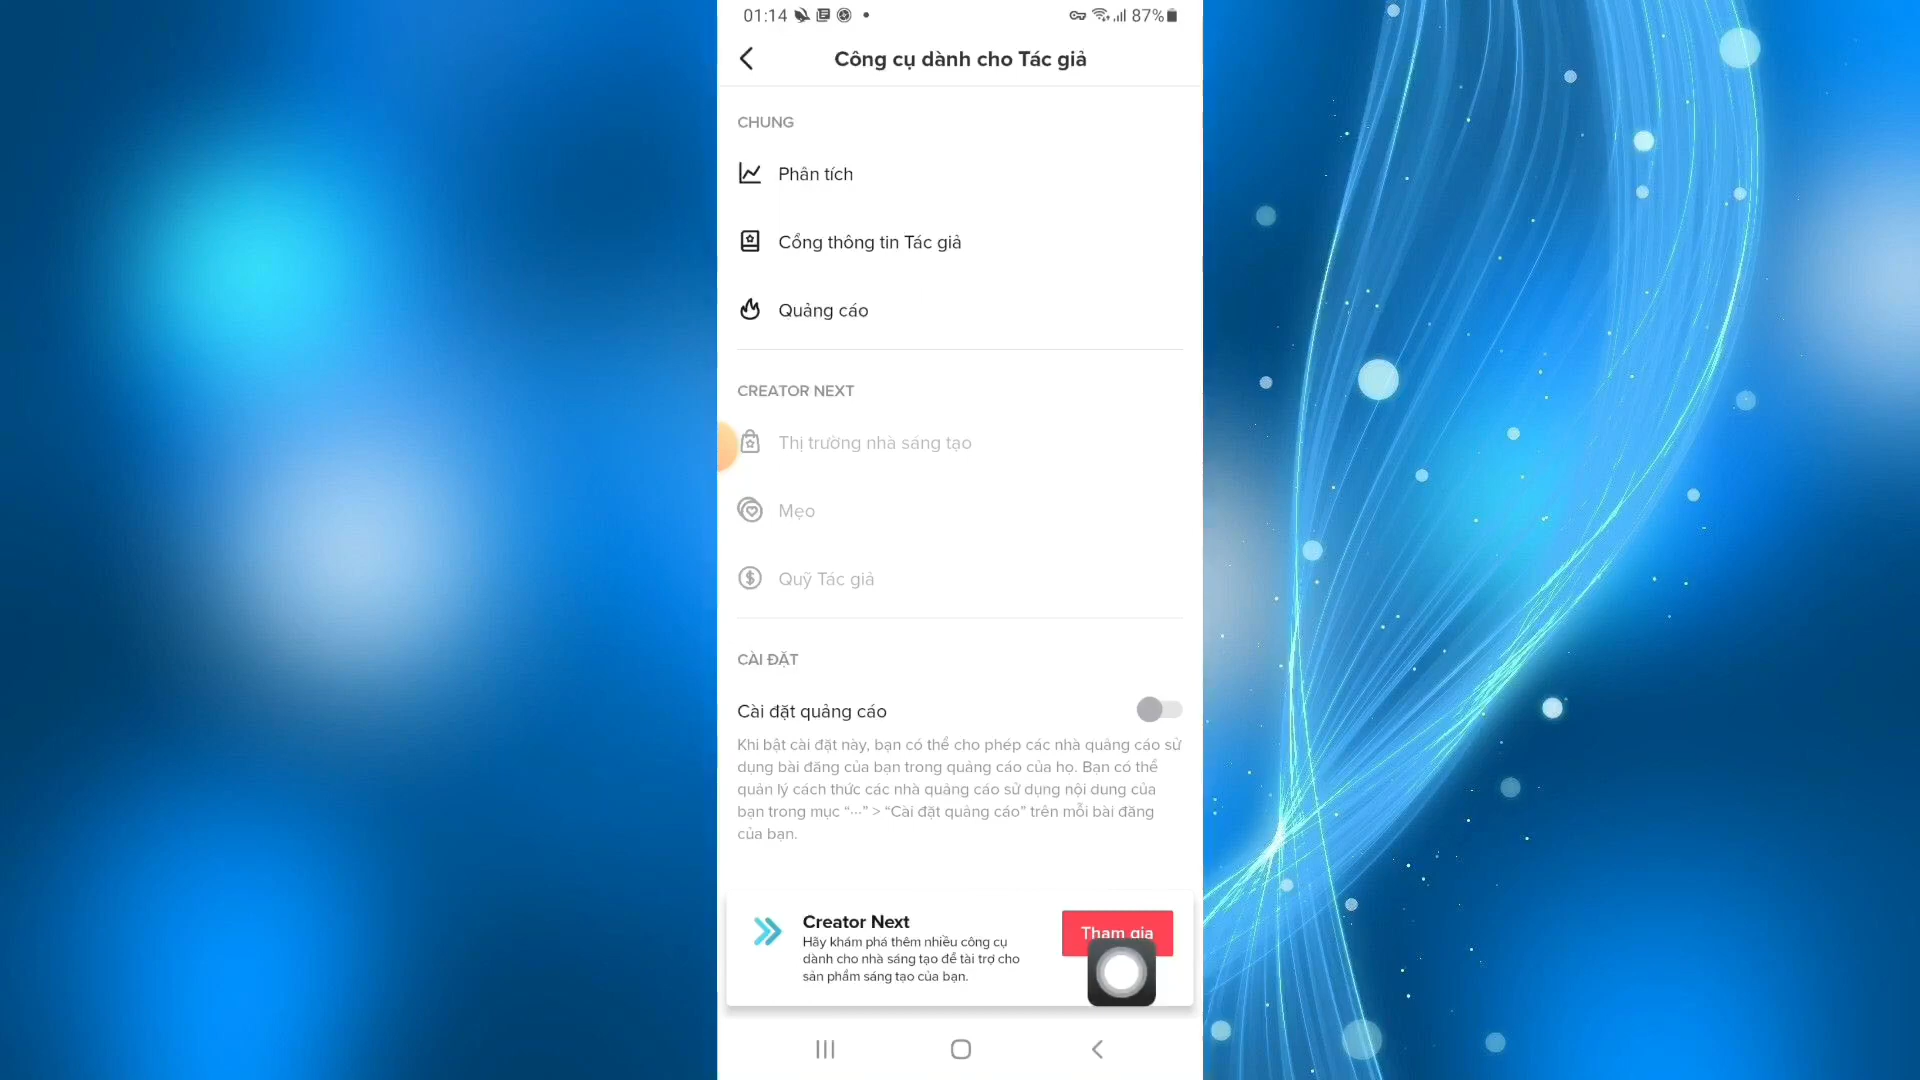 01:14 87%
Công cụ dành cho Tác giả
CHUNG
Phân tích
Cổng thông tin Tác giả
Quảng cáo
CREATOR NEXT
Thị trường nhà sáng tạo
Mẹo
Quỹ Tác giả
CÀI ĐẶT
Cài đặt quảng cáo
Khi bật cài đặt này, bạn có thể cho phép các nhà quảng cáo sử
dụng bài đăng của bạn trong quảng cáo của họ. Bạn có thể
quản lý cách thức các nhà quảng cáo sử dụng nội dung của
bạn trong mục “···” > “Cài đặt quảng cáo” trên mỗi bài đăng
của bạn.
Creator Next
Hãy khám phá thêm nhiều công cụ
dành cho nhà sáng tạo để tài trợ cho
sản phẩm sáng tạo của bạn.
Tham gia